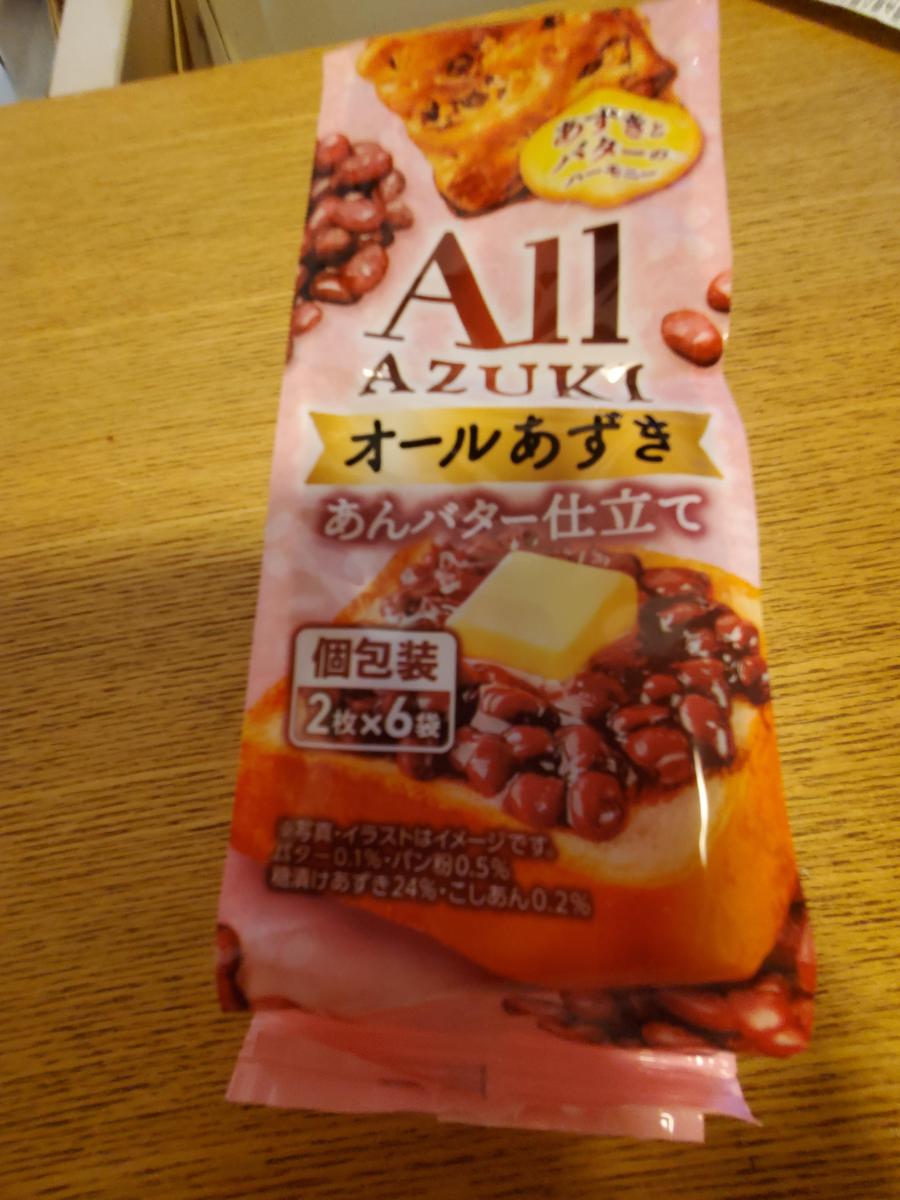 あずきと
バターの
ハーモニー
All
AZUKI
オールあずき
あんバター仕立て
個包装
2枚×6袋
※写真・イラストはイメージです。
バター0.1%・パン粉0.5%
糖漬けあずき24%・こしあん0.2%